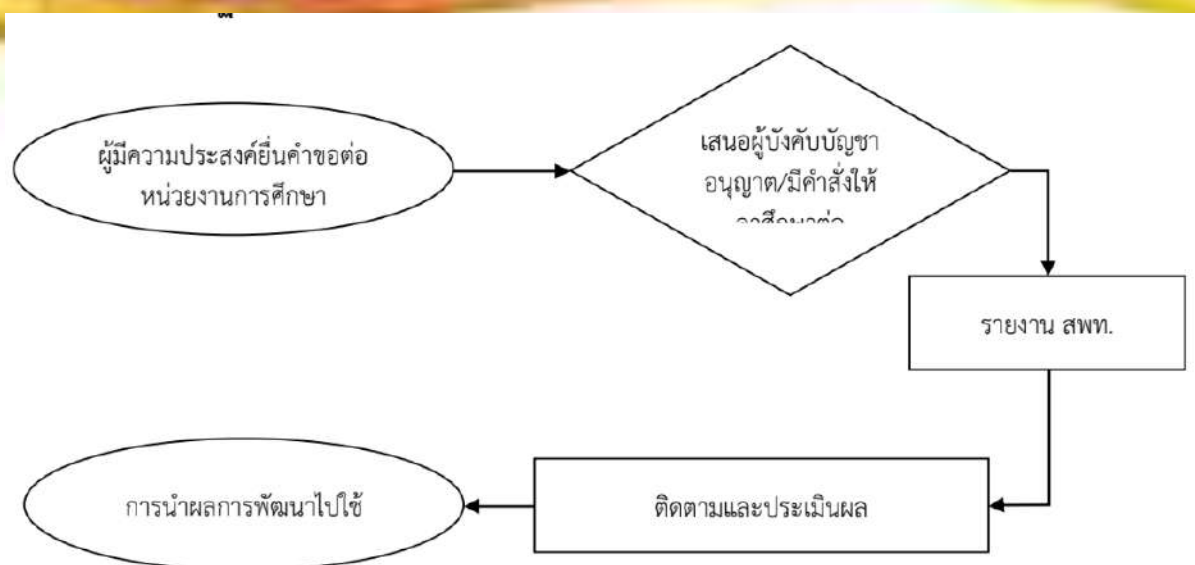 ผู้มีความประสงค์ยื่นคำขอต่อ
หน่วยงานการศึกษา
เสนอผู้บังคับบัญชา
อนุญาต/มีคำสั่งให้
รายงาน สพท.
ติดตามและประเมินผล
การนำผลการพัฒนาไปใช้